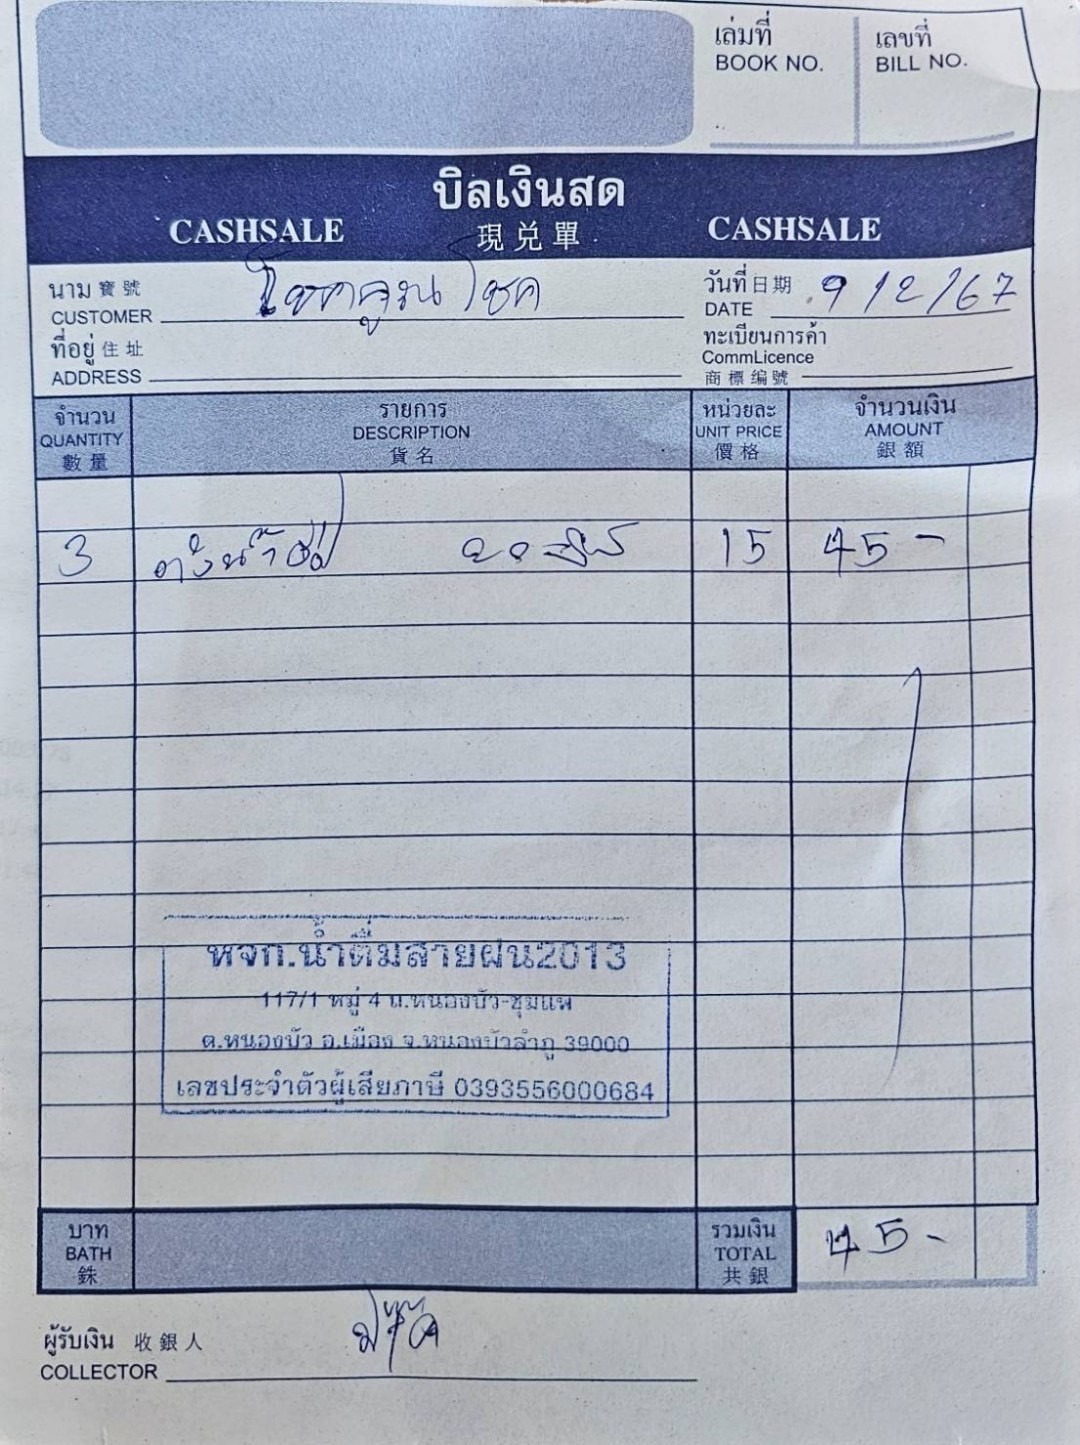 เล่มที่ เลขที่
BOOK NO. BILL NO.
บิลเงินสด
CASHSALE 現兑單 CASHSALE
นาม 寶號 โชคคูณโชค วันที่ 日期 9/2/67
CUSTOMER DATE
ที่อยู่ 住址 ทะเบียนการค้า
ADDRESS CommLicence
商標编號
จำนวน รายการ หน่วยละ จำนวนเงิน
QUANTITY DESCRIPTION UNIT PRICE AMOUNT
數量 貨名 價格 銀額
3 15 45-
หจก.น้ำดื่มสายฝน2013
117/1 หมู่ 4 ถ.หนองบัว-ชุมแพ
ต.หนองบัว อ.เมือง จ.หนองบัวลำภู 39000
เลขประจำตัวผู้เสียภาษี 0393556000684
บาท รวมเงิน 45-
BATH TOTAL
銖 共銀
ผู้รับเงิน 收銀人
COLLECTOR